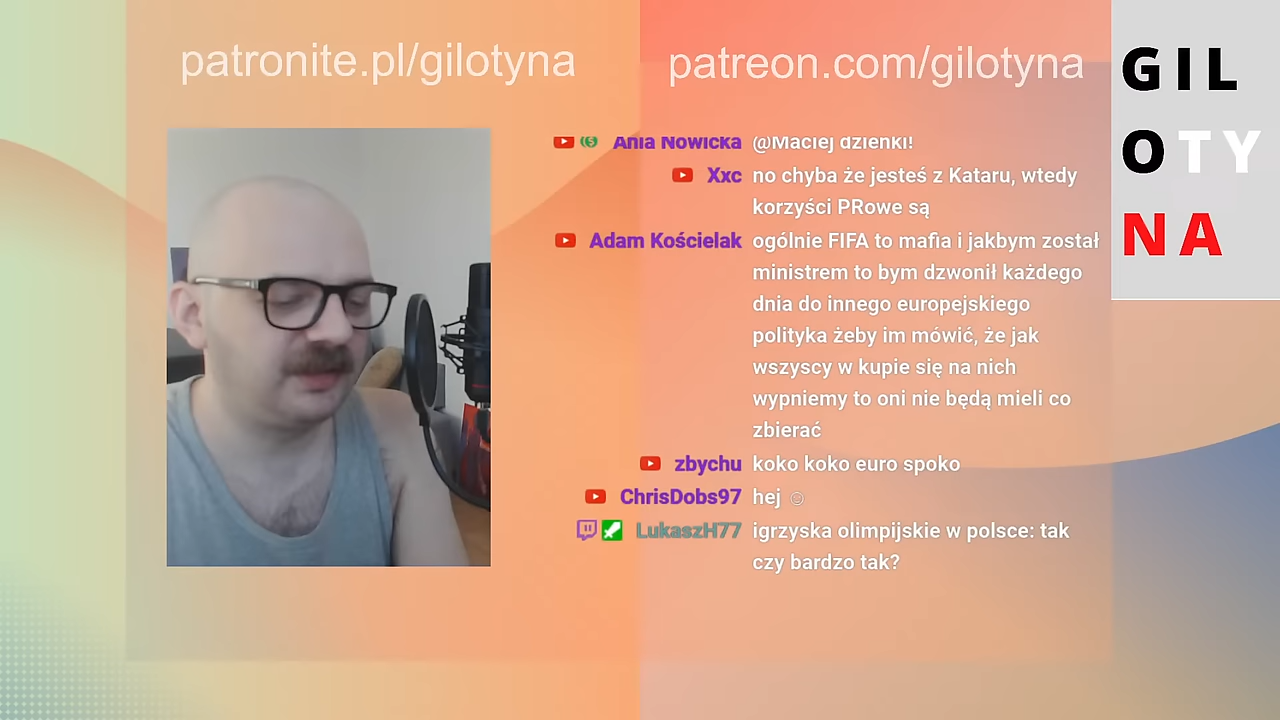 patronite.pl/gilotyna
patreon.com/gilotyna
GIL
OTY
NA
Ania Nowicka @Maciej dzienki!
Xxc no chyba że jesteś z Kataru, wtedy
korzyści PRowe są
Adam Kościelak ogólnie FIFA to mafia i jakbym został
ministrem to bym dzwonił każdego
dnia do innego europejskiego
polityka żeby im mówić, że jak
wszyscy w kupie się na nich
wypniemy to oni nie będą mieli co
zbierać
zbychu koko koko euro spoko
ChrisDobs97 hej ☺
LukaszH77 igrzyska olimpijskie w polsce: tak
czy bardzo tak?